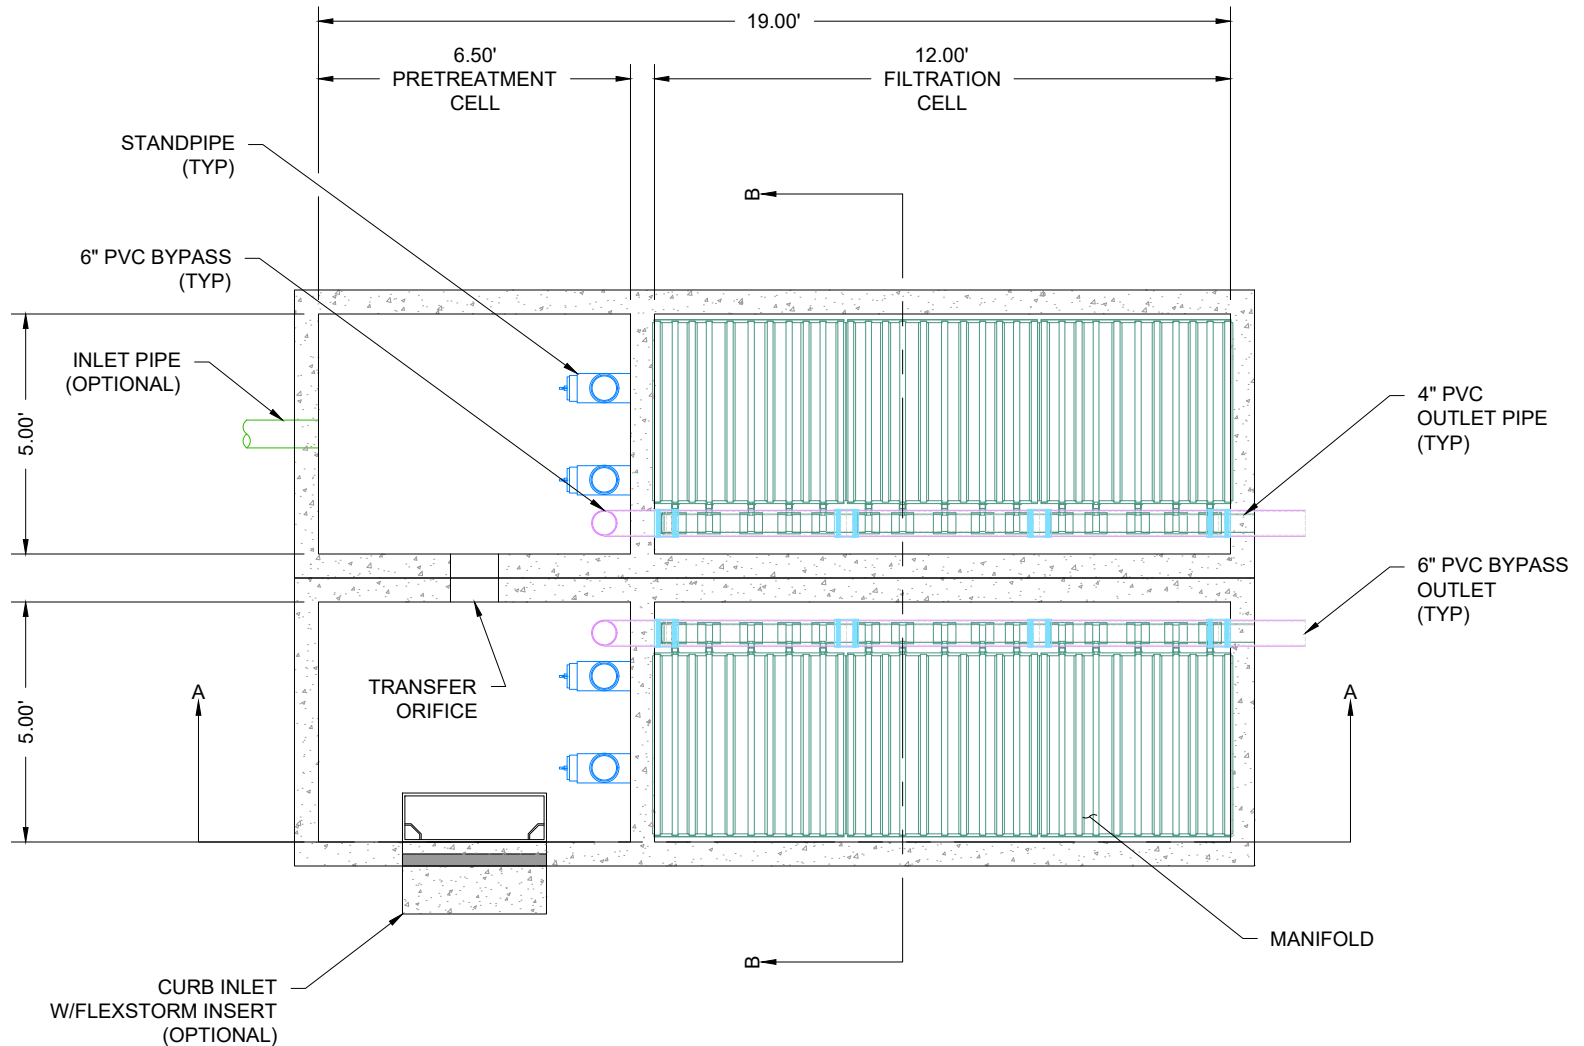 19.00'
6.50'
PRETREATMENT
CELL
12.00'
FILTRATION
CELL
STANDPIPE
(TYP)
B
6" PVC BYPASS
(TYP)
INLET PIPE
(OPTIONAL)
5.00'
4" PVC
OUTLET PIPE
(TYP)
6" PVC BYPASS
OUTLET
(TYP)
TRANSFER
ORIFICE
A
A
5.00'
MANIFOLD
B
CURB INLET
W/FLEXSTORM INSERT
(OPTIONAL)